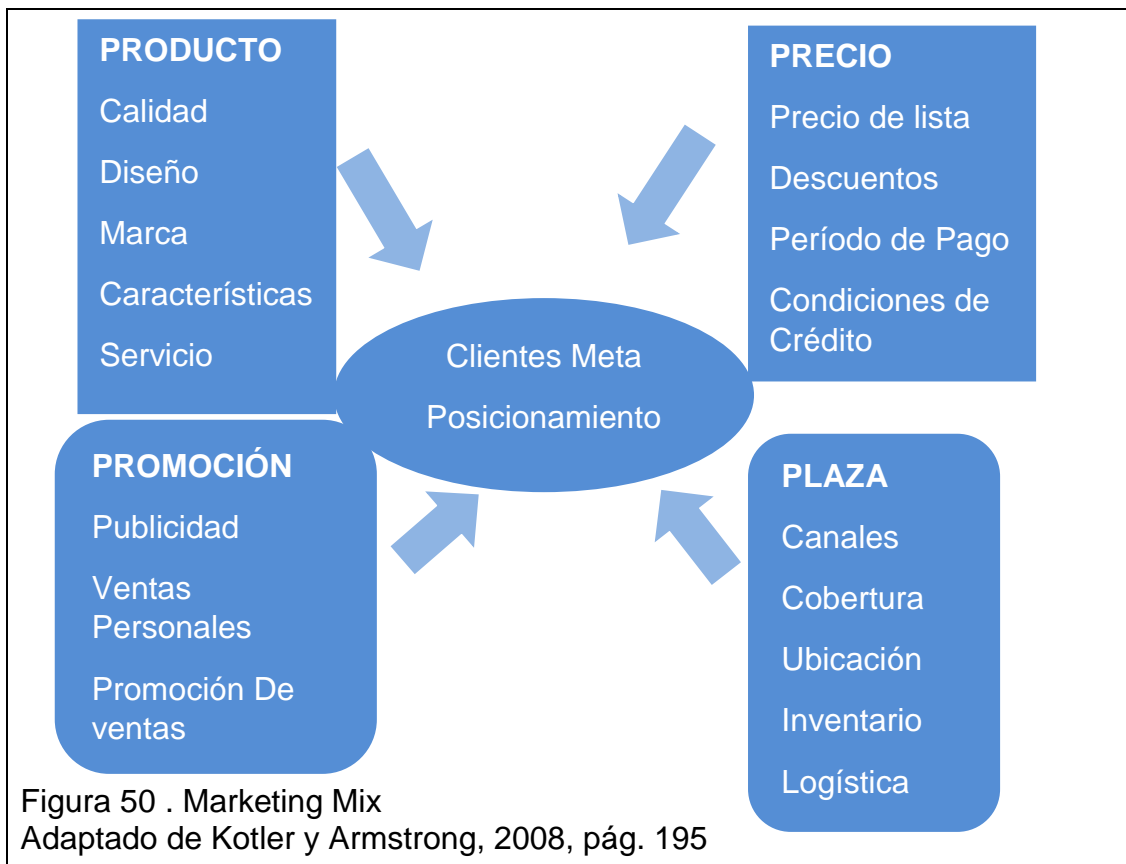 PRODUCTO
Calidad
Diseño
Marca
Características
Servicio
PRECIO
Precio de lista
Descuentos
Período de Pago
Condiciones de
Crédito
Clientes Meta
Posicionamiento
PROMOCIÓN
Publicidad
Ventas
Personales
Promoción De
ventas
PLAZA
Canales
Cobertura
Ubicación
Inventario
Logística
Figura 50 . Marketing Mix
Adaptado de Kotler y Armstrong, 2008, pág. 195